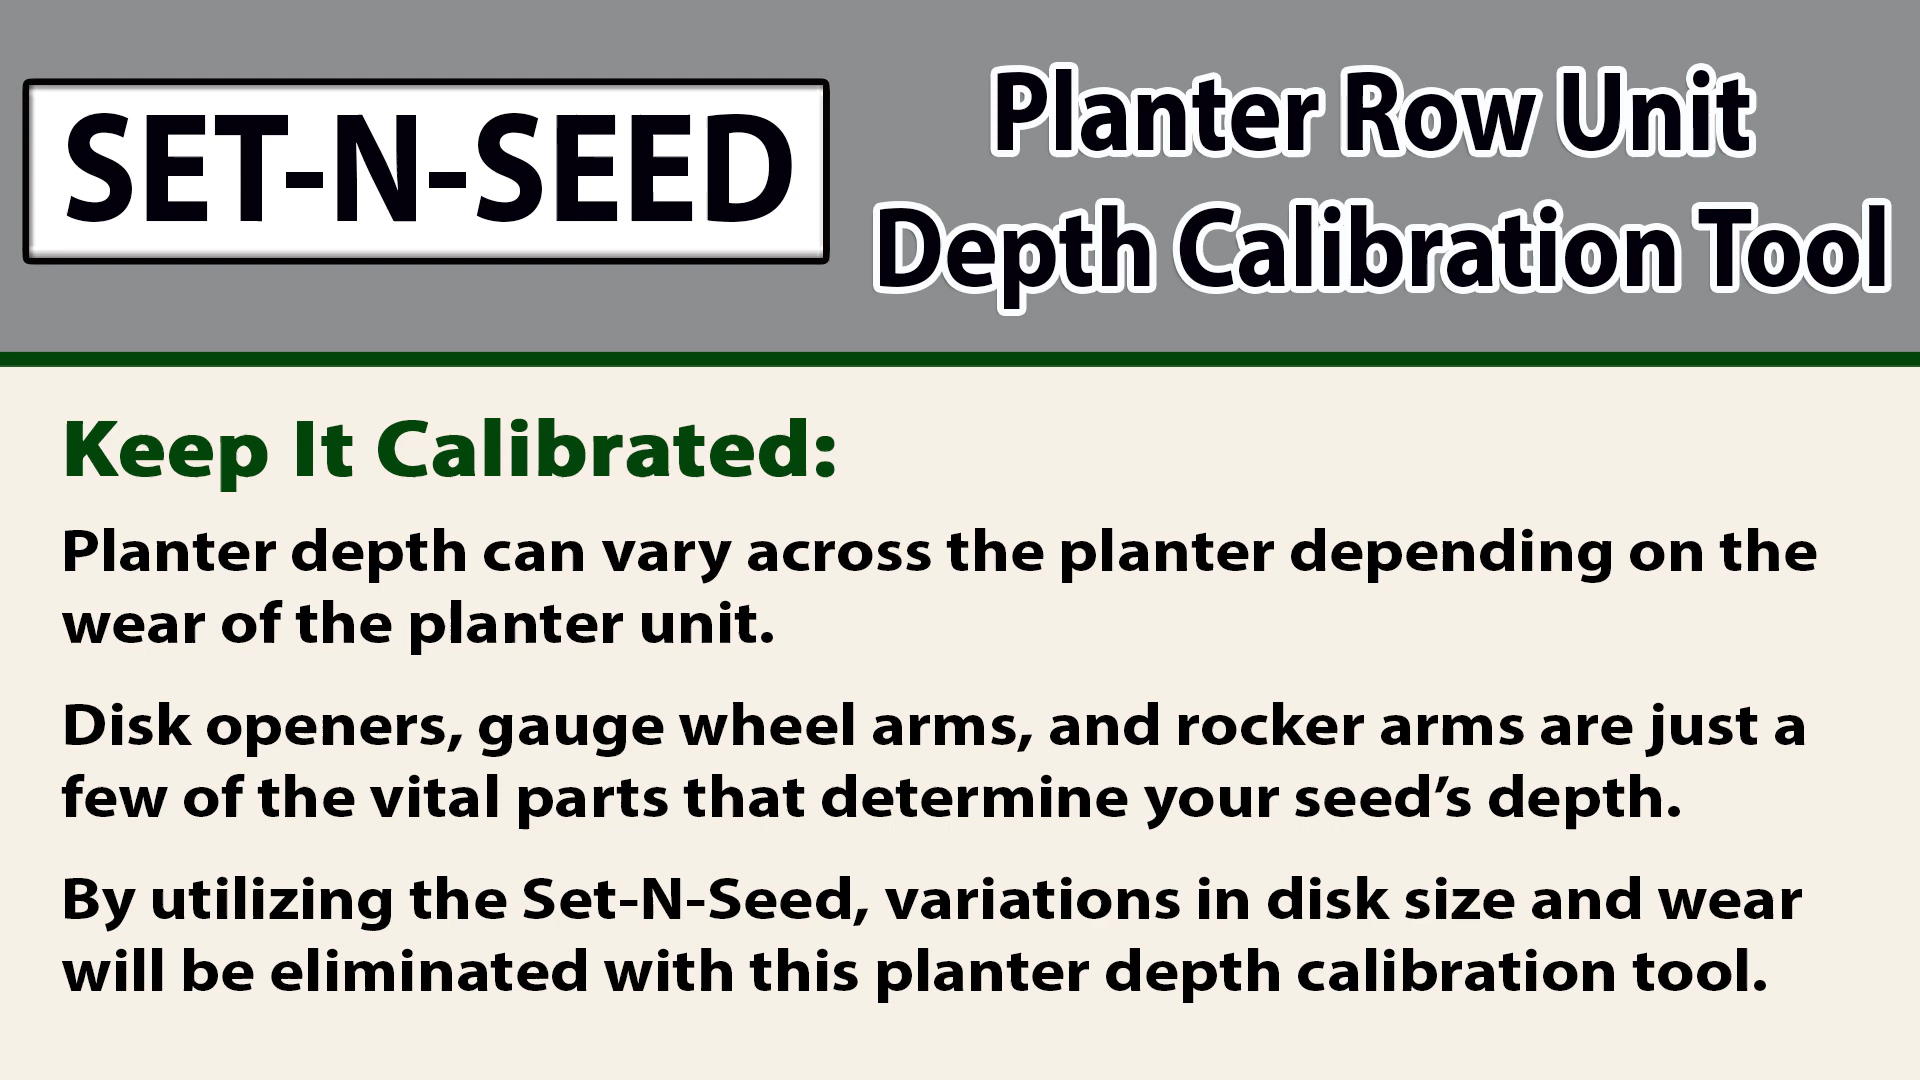 SET-N-SEED
Planter Row Unit
Depth Calibration Tool
Keep It Calibrated:
Planter depth can vary across the planter depending on the
wear of the planter unit.
Disk openers, gauge wheel arms, and rocker arms are just a
few of the vital parts that determine your seed’s depth.
By utilizing the Set-N-Seed, variations in disk size and wear
will be eliminated with this planter depth calibration tool.